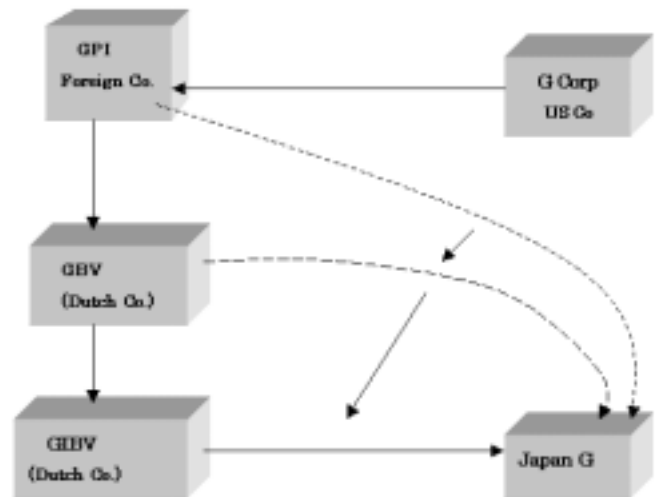 GPI
Foreign Co.
G Corp
US Co
GBV
(Dutch Co.)
GIBV
(Dutch Co.)
Japan G